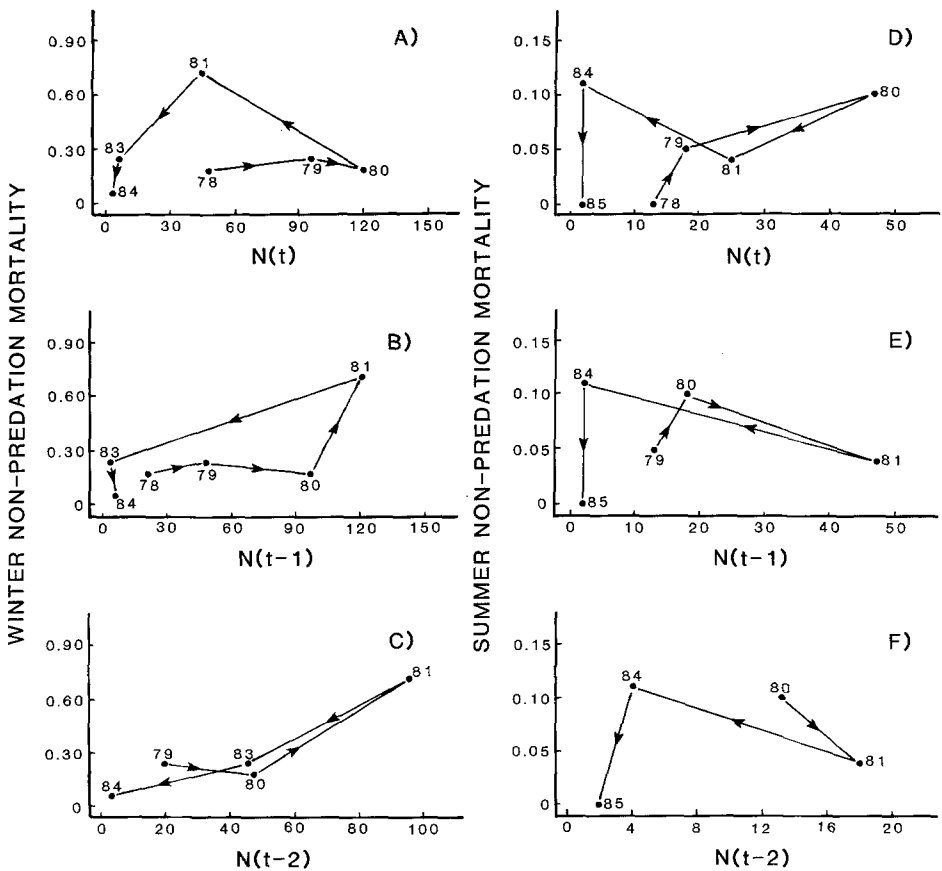 WINTER NON-PREDATION MORTALITY
A)
0.90
0.60
0.30
0
81
83
84
78
79
80
0 30 60 90 120 150
N(t)
B)
0.90
0.60
0.30
0
81
83
84
78
79
80
0 30 60 90 120 150
N(t-1)
C)
0.90
0.60
0.30
0
81
79
83
80
84
0 20 40 60 80 100
N(t-2)
SUMMER NON-PREDATION MORTALITY
D)
0.15
0.10
0.05
0
84
80
79
81
85
78
0 10 20 30 40 50
N(t)
E)
0.15
0.10
0.05
0
84
80
79
81
85
0 10 20 30 40 50
N(t-1)
F)
0.15
0.10
0.05
0
84
80
81
85
0 4 8 12 16 20
N(t-2)